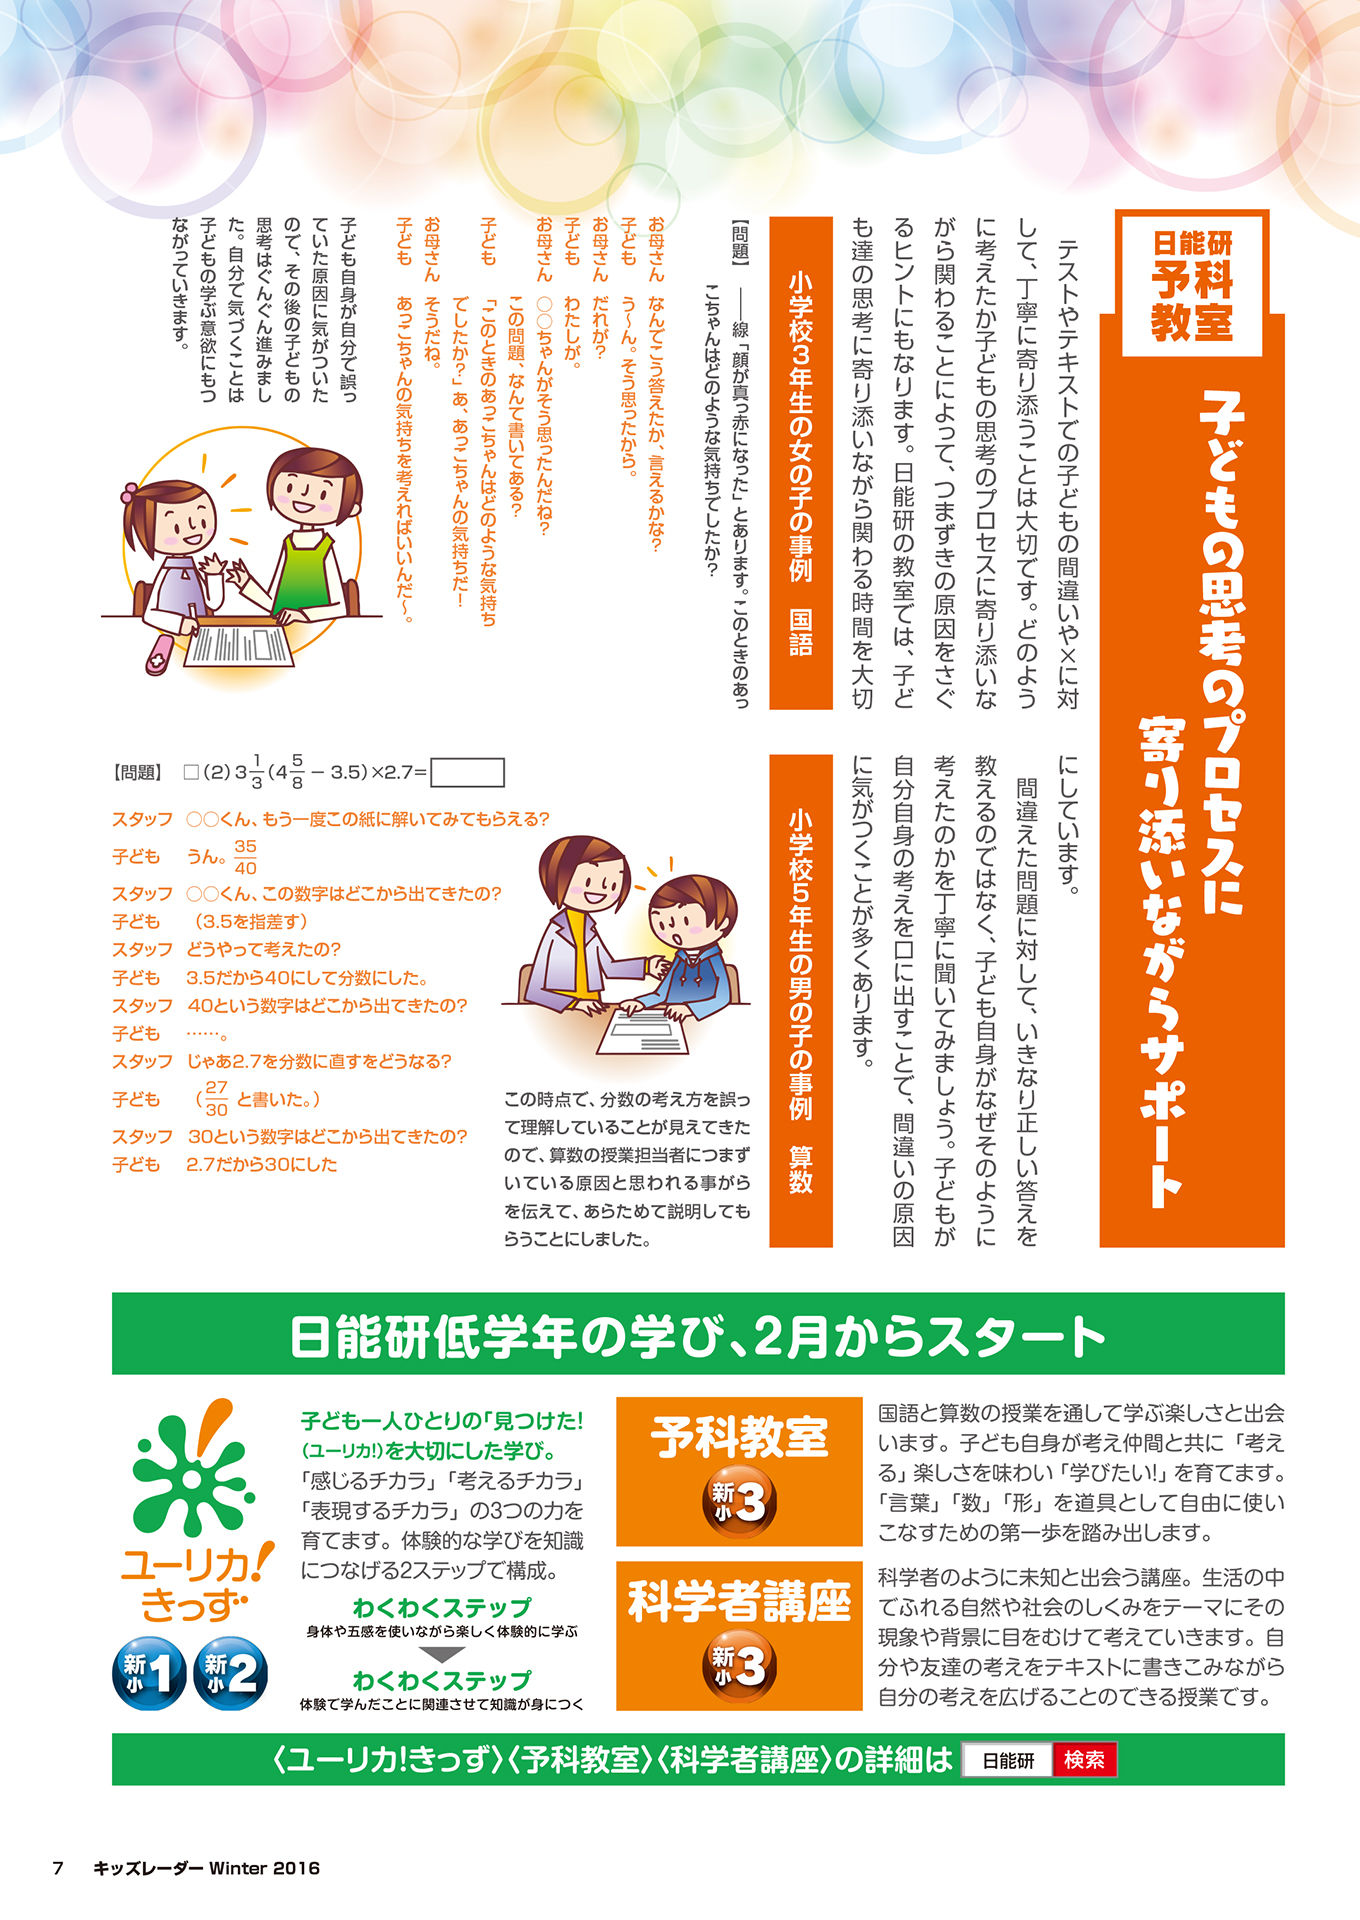 日能研
予科
教室
子どもの思考のプロセスに
寄り添いながらサポート
テストやテキストでの子どもの間違いや×に対
して、丁寧に寄り添うことは大切です。どのよう
に考えたか子どもの思考のプロセスに寄り添いな
がら関わることによって、つまずきの原因をさぐ
るヒントにもなります。日能研の教室では、子ど
も達の思考に寄り添いながら関わる時間を大切
にしています。
間違えた問題に対して、いきなり正しい答えを
教えるのではなく、子ども自身がなぜそのように
考えたのかを丁寧に聞いてみましょう。子どもが
自分自身の考えを口に出すことで、間違いの原因
に気がつくことが多くあります。
小学校3年生の女の子の事例 国語
【問題】 ――線「顔が真っ赤になった」とあります。このときのあっ
こちゃんはどのような気持ちでしたか？
お母さん なんでこう答えたか、言えるかな？
子ども う～ん。そう思ったから。
お母さん だれが？
子ども わたしが。
お母さん ○○ちゃんがそう思ったんだね？
この問題、なんて書いてある？
子ども 「このときのあっこちゃんはどのような気持ち
でしたか？」あ、あっこちゃんの気持ちだ！
お母さん そうだね。
子ども あっこちゃんの気持ちを考えればいいんだ～。
子ども自身が自分で誤っ
ていた原因に気がついた
ので、その後の子どもの
思考はぐんぐん進みまし
た。自分で気づくことは
子どもの学ぶ意欲にもつ
ながっていきます。
小学校5年生の男の子の事例 算数
【問題】 □（2）3 1/3（4 5/8 − 3.5）×2.7=
スタッフ ○○くん、もう一度この紙に解いてみてもらえる？
子ども うん。35/40
スタッフ ○○くん、この数字はどこから出てきたの？
子ども （3.5を指差す）
スタッフ どうやって考えたの？
子ども 3.5だから40にして分数にした。
スタッフ 40という数字はどこから出てきたの？
子ども ……。
スタッフ じゃあ2.7を分数に直すをどうなる？
子ども （27/30 と書いた。）
スタッフ 30という数字はどこから出てきたの？
子ども 2.7だから30にした
この時点で、分数の考え方を誤っ
て理解していることが見えてきた
ので、算数の授業担当者につまず
いている原因と思われる事がら
を伝えて、あらためて説明しても
らうことにしました。
日能研低学年の学び、2月からスタート
ユーリカ！
きっず
新小1 新小2
子ども一人ひとりの「見つけた！
（ユーリカ！）を大切にした学び。
「感じるチカラ」「考えるチカラ」
「表現するチカラ」の3つの力を
育てます。体験的な学びを知識
につなげる2ステップで構成。
わくわくステップ
身体や五感を使いながら楽しく体験的に学ぶ
わくわくステップ
体験で学んだことに関連させて知識が身につく
予科教室
新小3
国語と算数の授業を通して学ぶ楽しさと出会
います。子ども自身が考え仲間と共に「考え
る」楽しさを味わい「学びたい！」を育てます。
「言葉」「数」「形」を道具として自由に使い
こなすための第一歩を踏み出します。
科学者講座
新小3
科学者のように未知と出会う講座。生活の中
でふれる自然や社会のしくみをテーマにその
現象や背景に目をむけて考えていきます。自
分や友達の考えをテキストに書きこみながら
自分の考えを広げることのできる授業です。
〈ユーリカ！きっず〉〈予科教室〉〈科学者講座〉の詳細は 日能研 検索
7 キッズレーダー Winter 2016